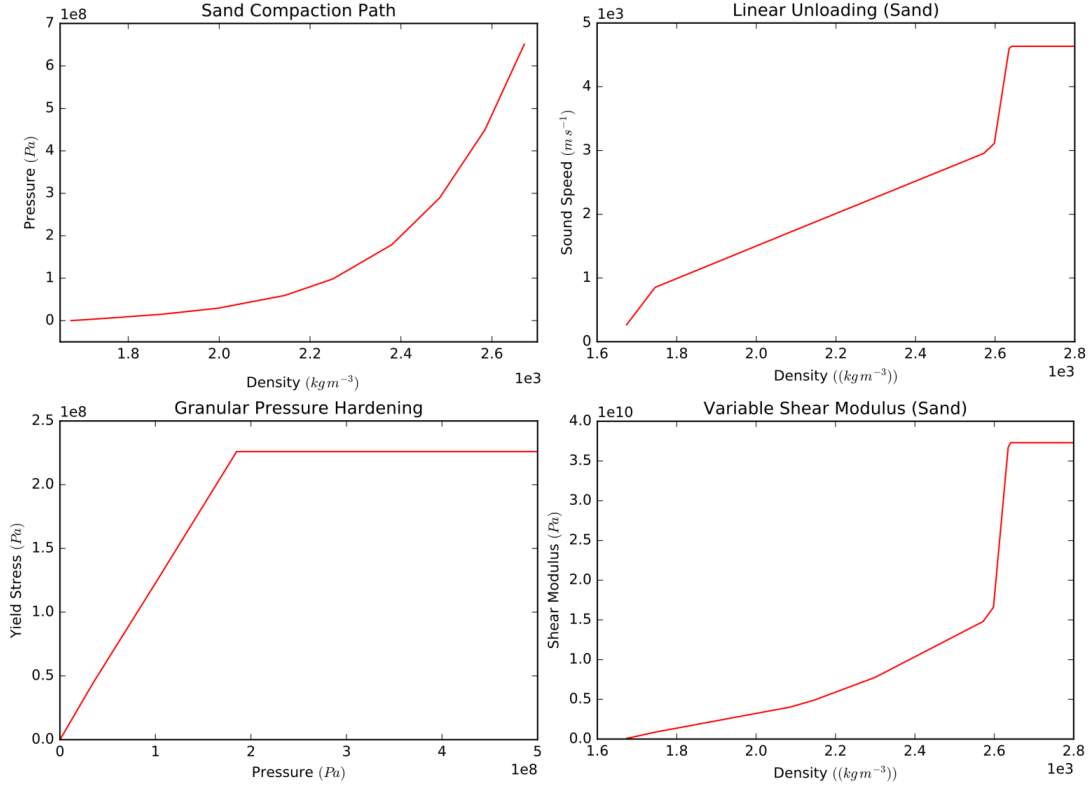 Sand Compaction Path
1e8
7
6
5
4
3
2
1
0
Pressure (Pa)
1.8 2.0 2.2 2.4 2.6
Density (kg m⁻³)
1e3
Linear Unloading (Sand)
1e3
5
4
3
2
1
0
Sound Speed (m s⁻¹)
1.6 1.8 2.0 2.2 2.4 2.6 2.8
Density ((kg m⁻³))
1e3
Granular Pressure Hardening
1e8
2.5
2.0
1.5
1.0
0.5
0.0
Yield Stress (Pa)
0 1 2 3 4 5
Pressure (Pa)
1e8
Variable Shear Modulus (Sand)
1e10
4.0
3.5
3.0
2.5
2.0
1.5
1.0
0.5
0.0
Shear Modulus (Pa)
1.6 1.8 2.0 2.2 2.4 2.6 2.8
Density ((kg m⁻³))
1e3